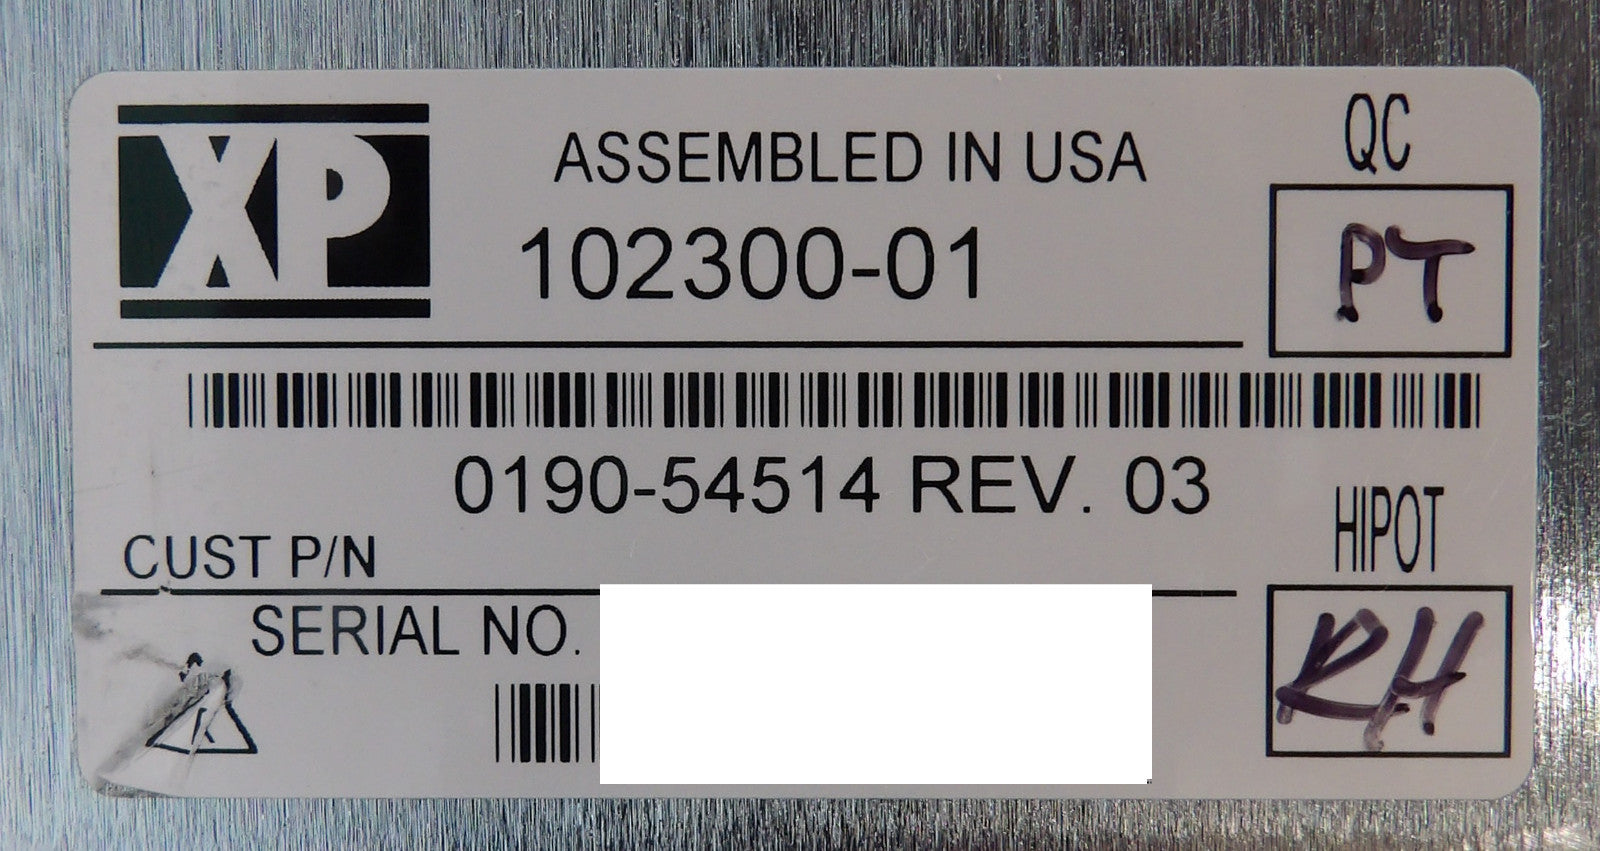 XP
ASSEMBLED IN USA
102300-01
QC
PT
0190-54514 REV. 03
CUST P/N
HIPOT
RH
SERIAL NO.